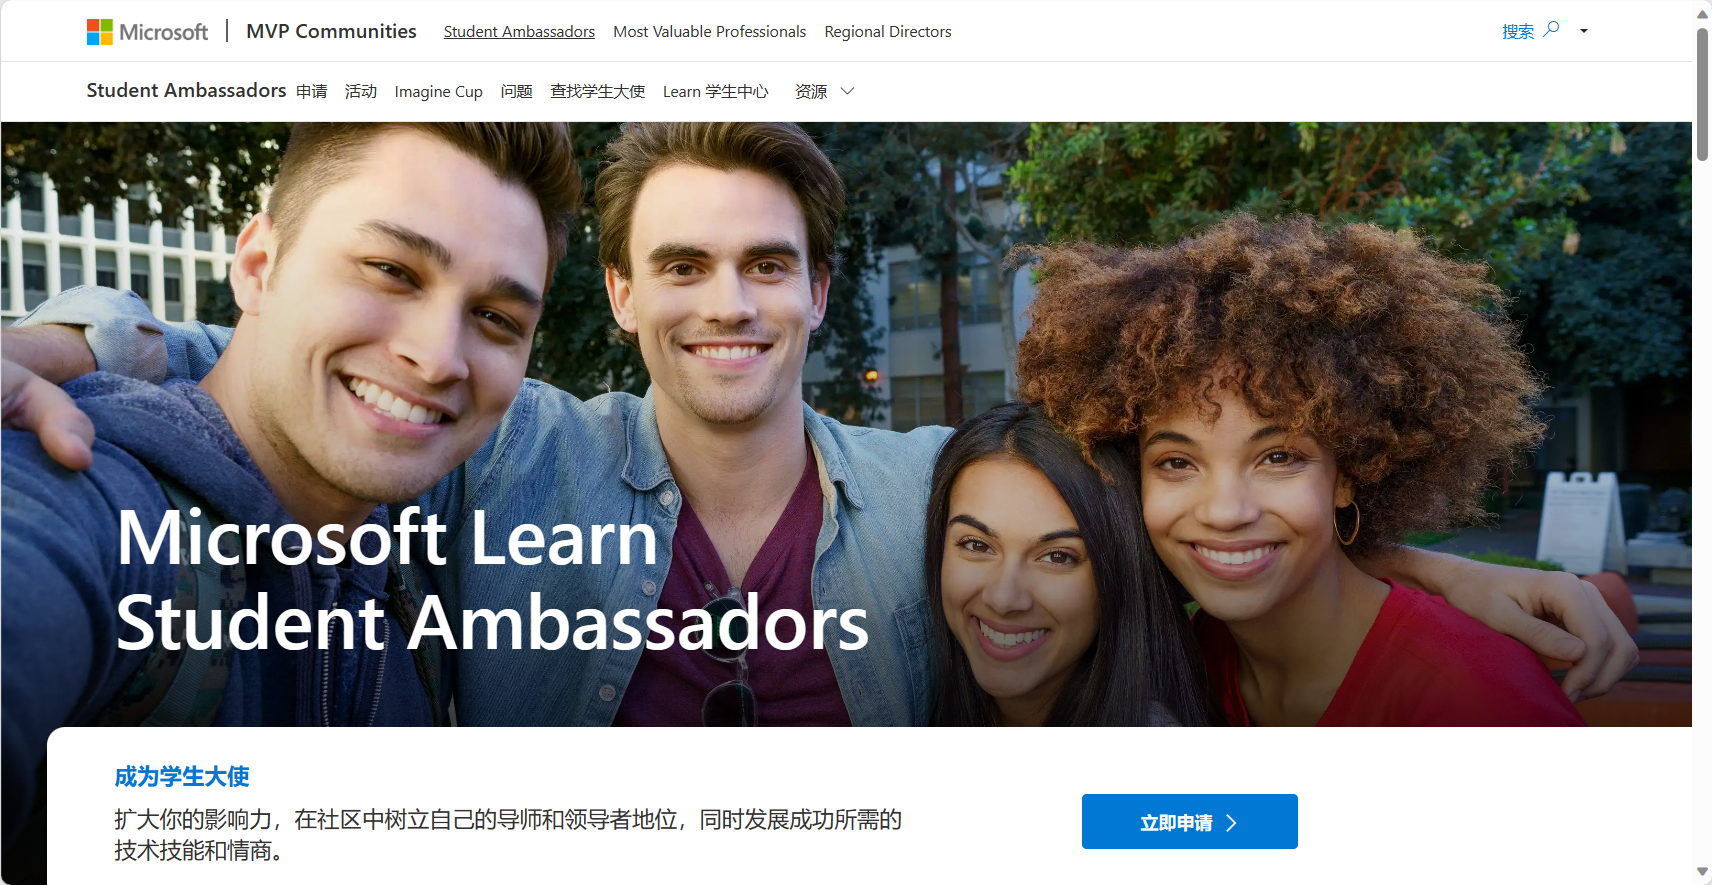 Microsoft | MVP Communities Student Ambassadors Most Valuable Professionals Regional Directors 搜索
Student Ambassadors 申请 活动 Imagine Cup 问题 查找学生大使 Learn 学生中心 资源
Microsoft Learn
Student Ambassadors
成为学生大使
扩大你的影响力，在社区中树立自己的导师和领导者地位，同时发展成功所需的
技术技能和情商。
立即申请